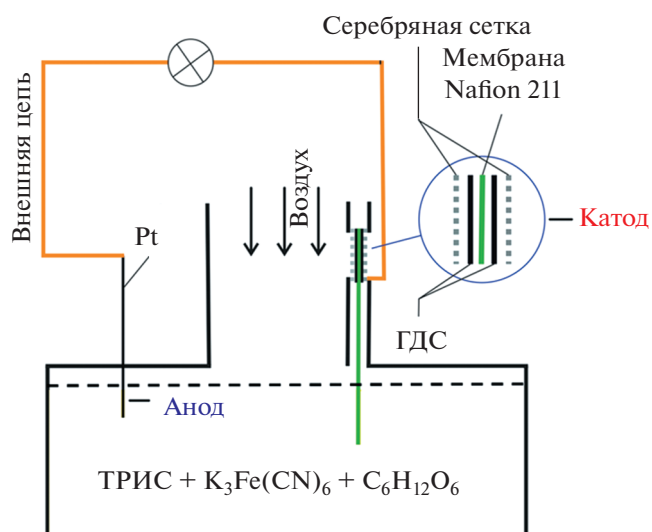 Серебряная сетка
Мембрана
Nafion 211
Внешняя цепь
Воздух
Pt
Катод
ГДС
Анод
ТРИС + K₃Fe(CN)₆ + C₆H₁₂O₆